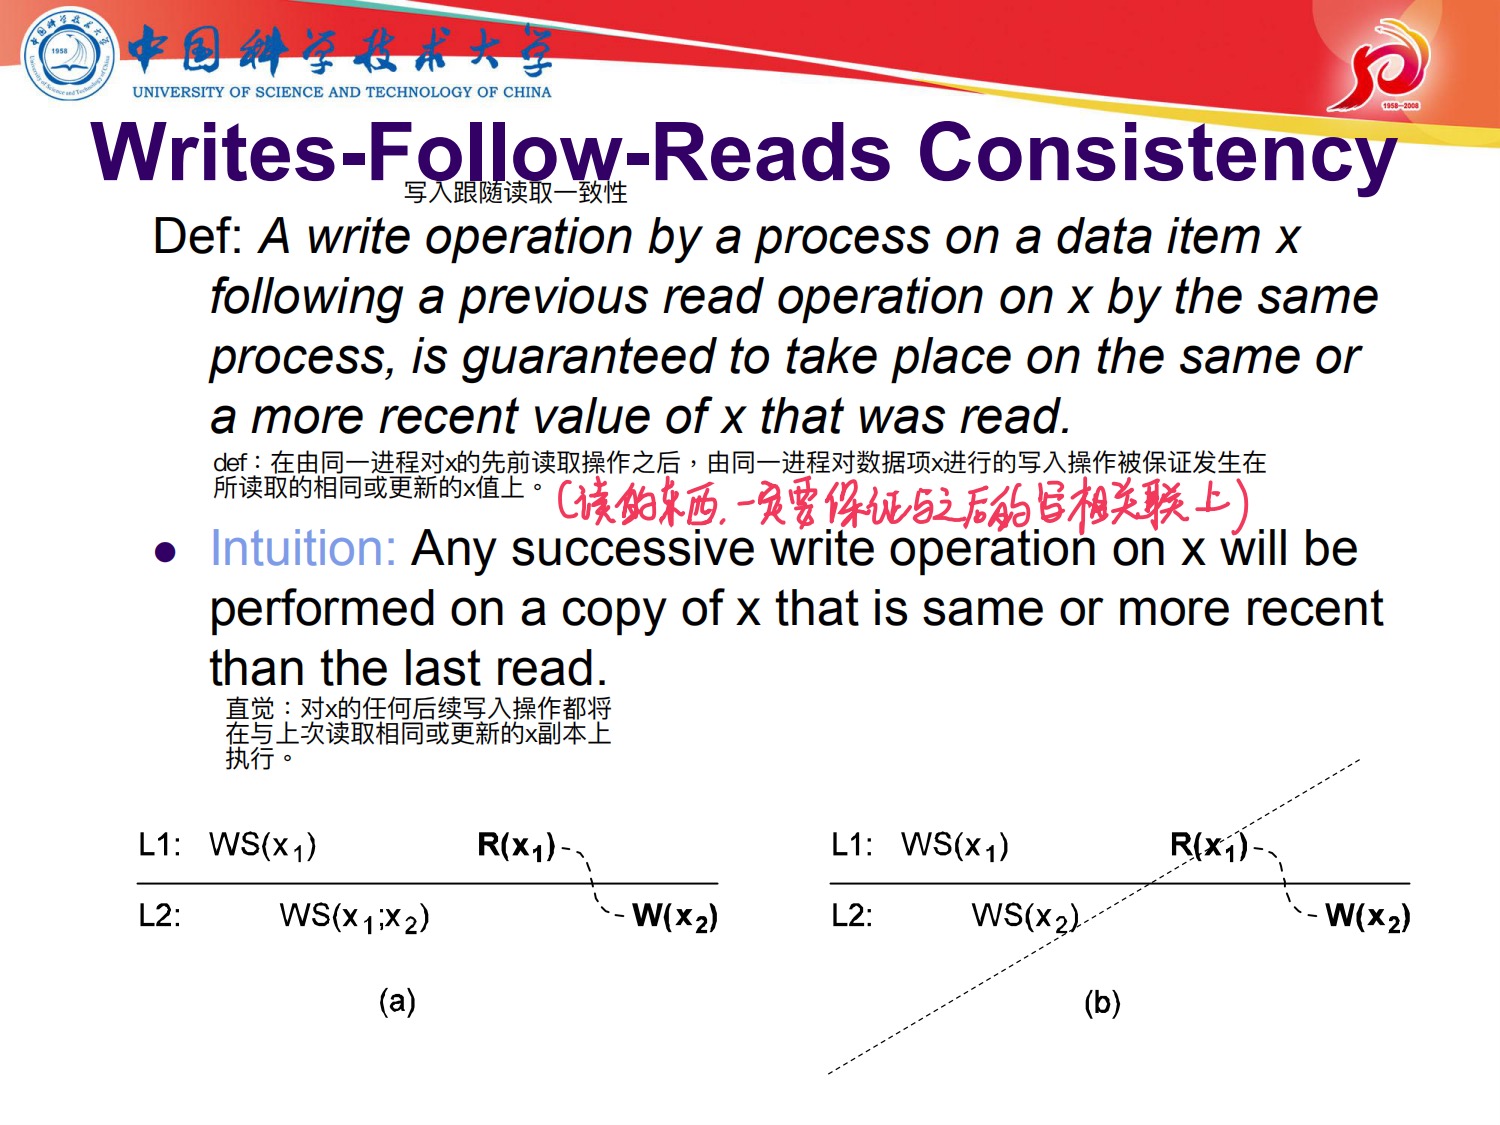 中国科学技术大学
UNIVERSITY OF SCIENCE AND TECHNOLOGY OF CHINA
1958
1958—2008
Writes-Follow-Reads Consistency
写入跟随读取一致性
Def: A write operation by a process on a data item x
following a previous read operation on x by the same
process, is guaranteed to take place on the same or
a more recent value of x that was read.
def：在由同一进程对x的先前读取操作之后，由同一进程对数据项x进行的写入操作被保证发生在
所读取的相同或更新的x值上。
(读的东西,一定要保证与之后的写相关联上)
● Intuition: Any successive write operation on x will be
performed on a copy of x that is same or more recent
than the last read.
直觉：对x的任何后续写入操作都将
在与上次读取相同或更新的x副本上
执行。
L1: WS(x1) R(x1)
L2: WS(x1;x2) W(x2)
(a)
L1: WS(x1) R(x1)
L2: WS(x2) W(x2)
(b)